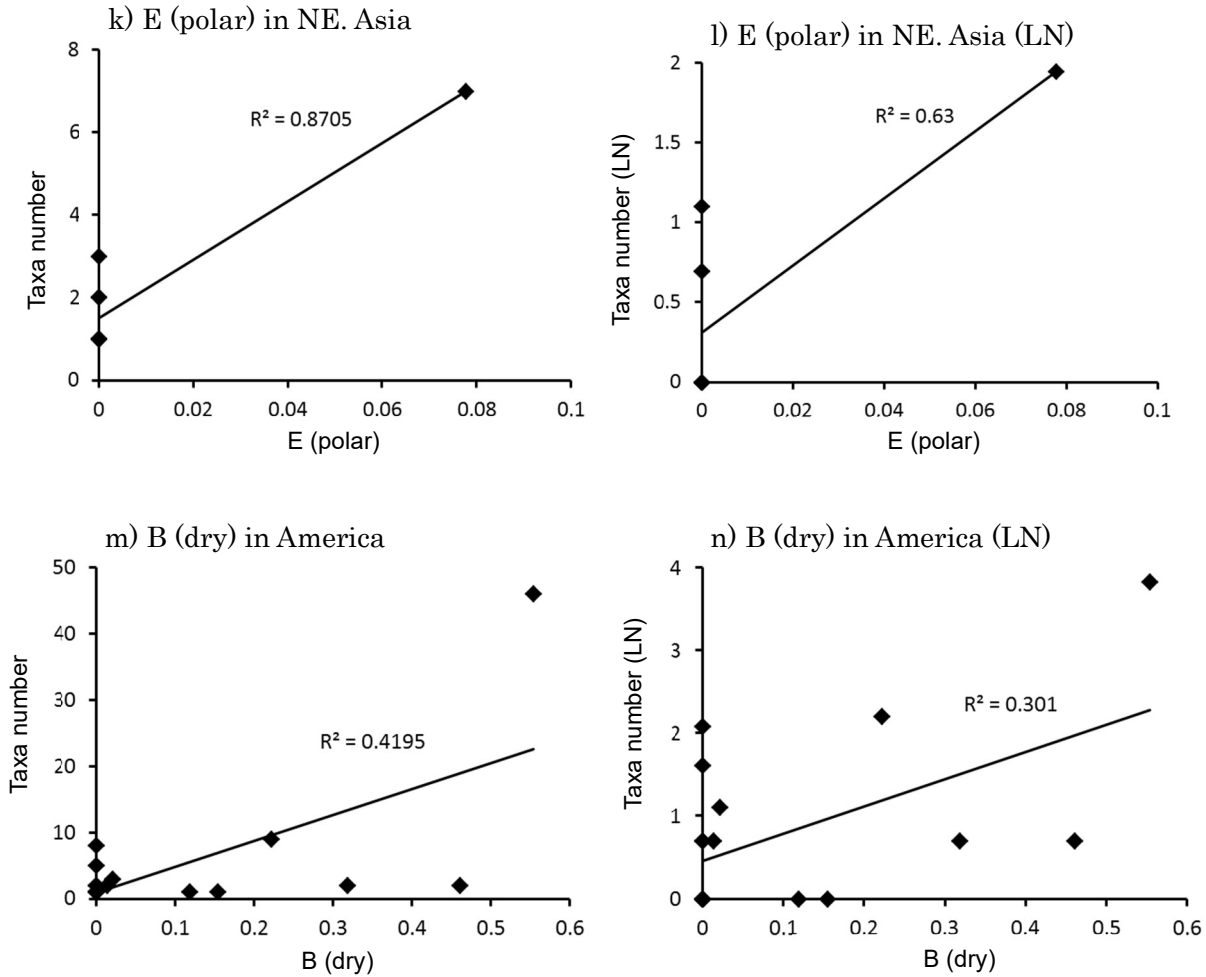 k) E (polar) in NE. Asia
8
6
4
2
0
Taxa number
R² = 0.8705
0
0.02
0.04
0.06
0.08
0.1
E (polar)
l) E (polar) in NE. Asia (LN)
2
1.5
1
0.5
0
Taxa number (LN)
R² = 0.63
0
0.02
0.04
0.06
0.08
0.1
E (polar)
m) B (dry) in America
50
40
30
20
10
0
Taxa number
R² = 0.4195
0
0.1
0.2
0.3
0.4
0.5
0.6
B (dry)
n) B (dry) in America (LN)
4
3
2
1
0
Taxa number (LN)
R² = 0.301
0
0.1
0.2
0.3
0.4
0.5
0.6
B (dry)